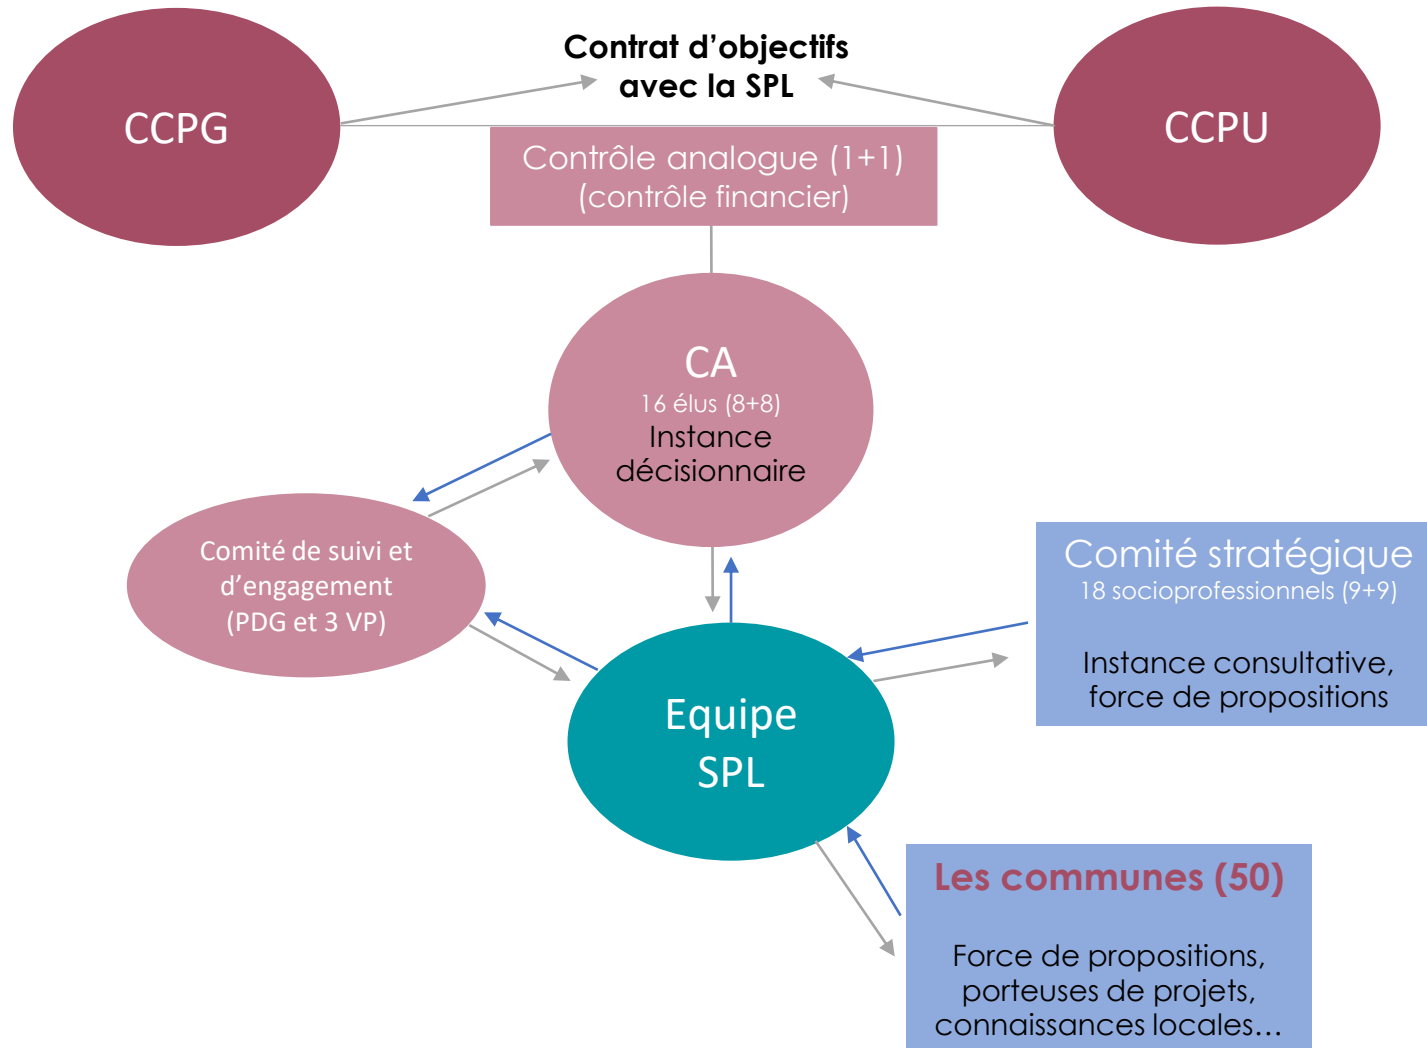 Contrat d’objectifs
avec la SPL
CCPG
CCPU
Contrôle analogue (1+1)
(contrôle financier)
CA
16 élus (8+8)
Instance
décisionnaire
Comité de suivi et
d’engagement
(PDG et 3 VP)
Comité stratégique
18 socioprofessionnels (9+9)
Instance consultative,
force de propositions
Equipe
SPL
Les communes (50)
Force de propositions,
porteuses de projets,
connaissances locales…